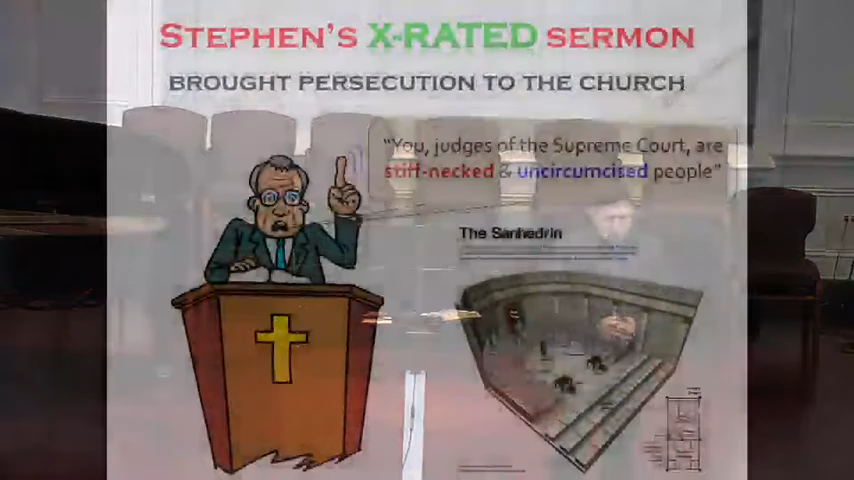 STEPHEN'S X-RATED SERMON
BROUGHT PERSECUTION TO THE CHURCH
"You, judges of the Supreme Court, are
stiff-necked & uncircumcised people"
The Sanhedrin